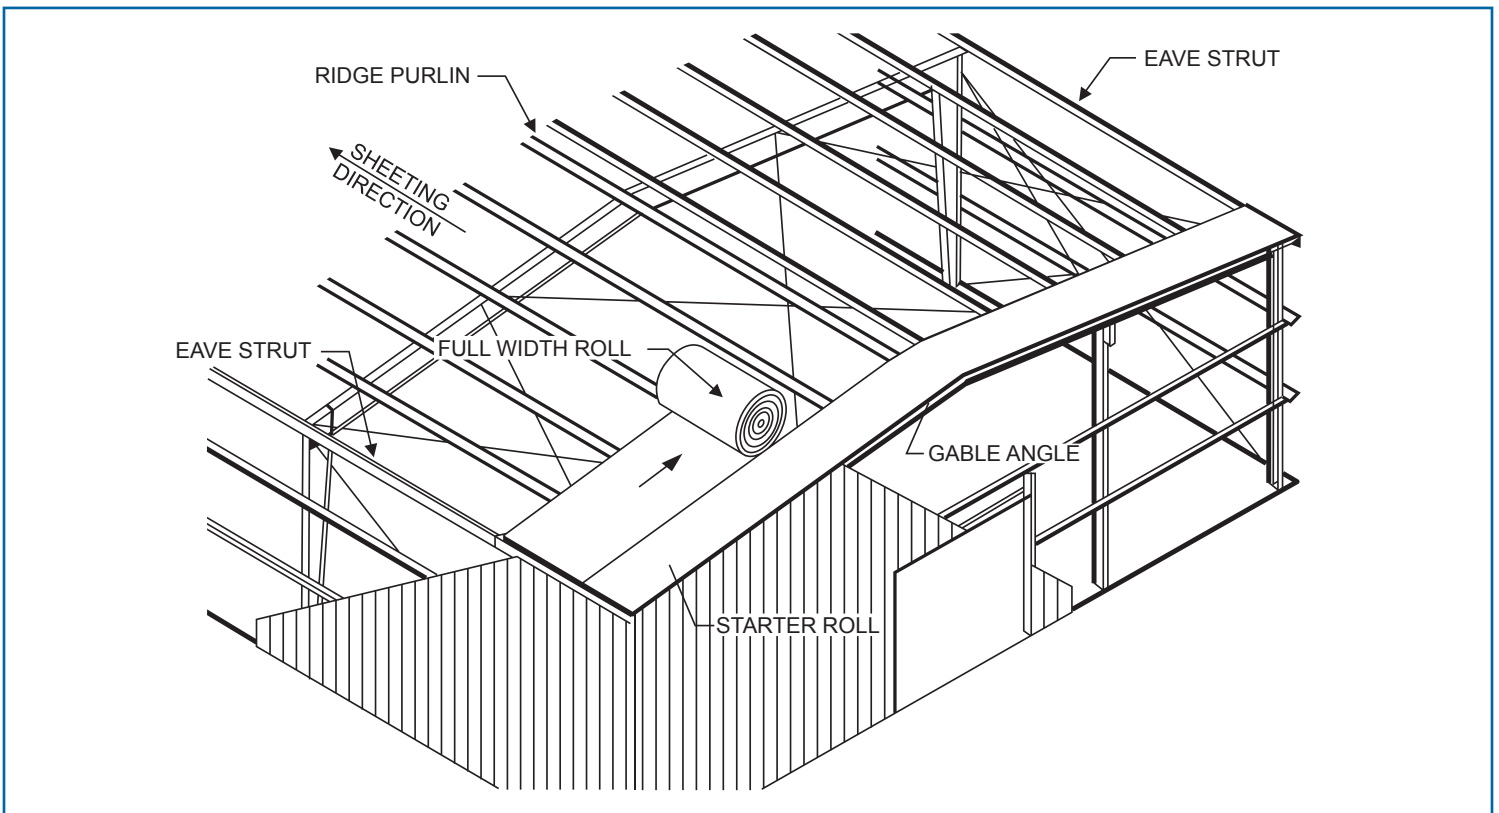 EAVE STRUT
RIDGE PURLIN
SHEETING
DIRECTION
EAVE STRUT
FULL WIDTH ROLL
GABLE ANGLE
STARTER ROLL